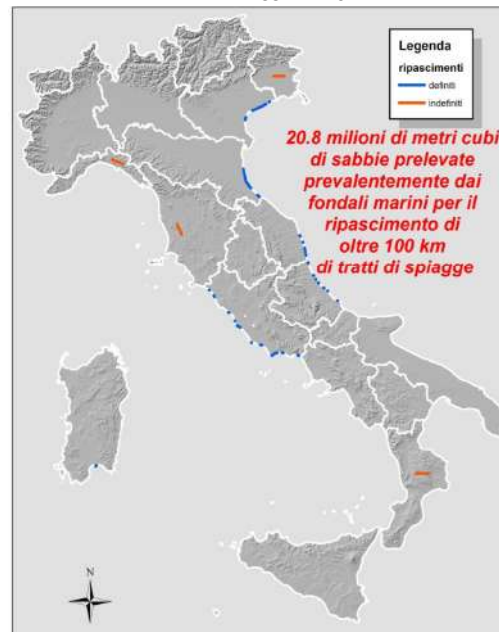 Legenda
ripascimenti
definiti
indefiniti
20.8 milioni di metri cubi
di sabbie prelevate
prevalentemente dai
fondali marini per il
ripascimento di
oltre 100 km
di tratti di spiagge
N